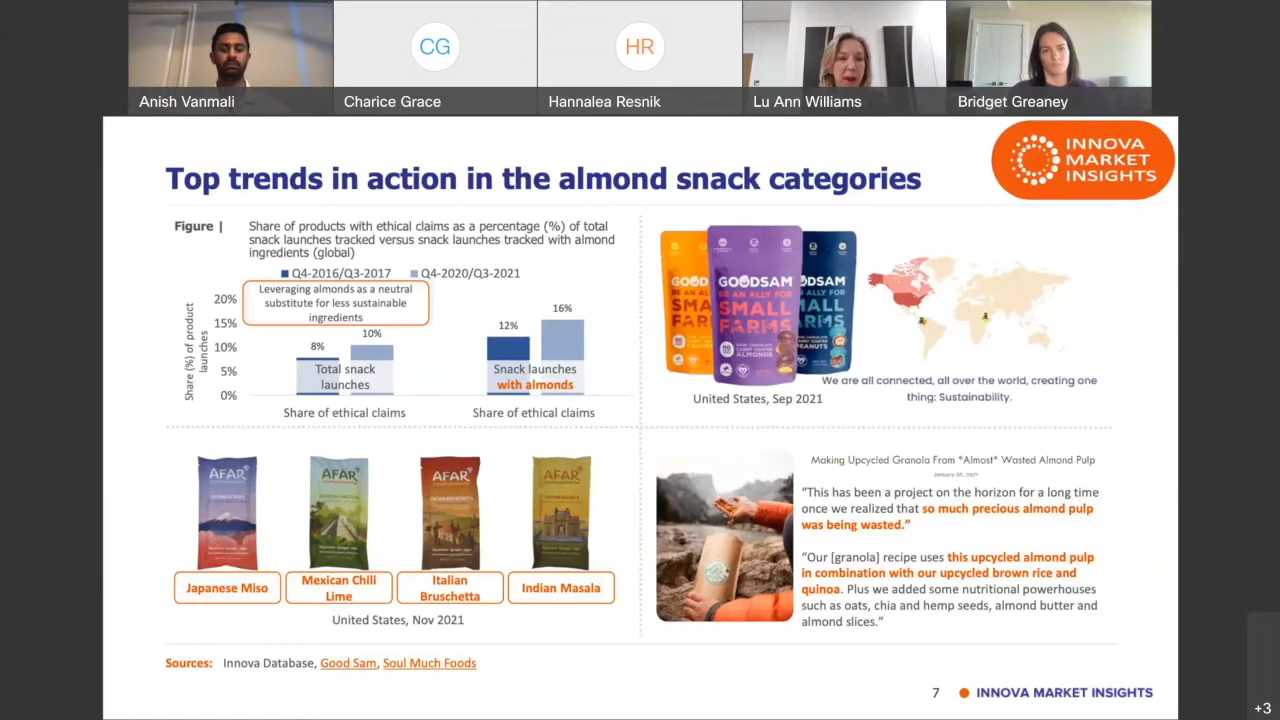 CG
HR
Anish Vanmali
Charice Grace
Hannalea Resnik
Lu Ann Williams
Bridget Greaney
INNOVA
MARKET
INSIGHTS
Top trends in action in the almond snack categories
Figure |
Share of products with ethical claims as a percentage (%) of total
snack launches tracked versus snack launches tracked with almond
ingredients (global)
Q4-2016/Q3-2017
Q4-2020/Q3-2021
Leveraging almonds as a neutral
substitute for less sustainable
ingredients
Share (%) of product
launches
20%
15%
10%
5%
0%
8%
10%
12%
16%
Total snack
launches
Snack launches
with almonds
Share of ethical claims
Share of ethical claims
GOODSAM
BE AN ALLY FOR
SMALL
FARMS
ALMONDS
PEANUTS
United States, Sep 2021
We are all connected, all over the world, creating one
thing: Sustainability.
AFAR
AFAR
AFAR
AFAR
Japanese Miso
Mexican Chili
Lime
Italian
Bruschetta
Indian Masala
United States, Nov 2021
Making Upcycled Granola From *Almost* Wasted Almond Pulp
January 05, 2021
“This has been a project on the horizon for a long time
once we realized that so much precious almond pulp
was being wasted.”
“Our [granola] recipe uses this upcycled almond pulp
in combination with our upcycled brown rice and
quinoa. Plus we added some nutritional powerhouses
such as oats, chia and hemp seeds, almond butter and
almond slices.”
Sources: Innova Database, Good Sam, Soul Much Foods
7
INNOVA MARKET INSIGHTS
+3